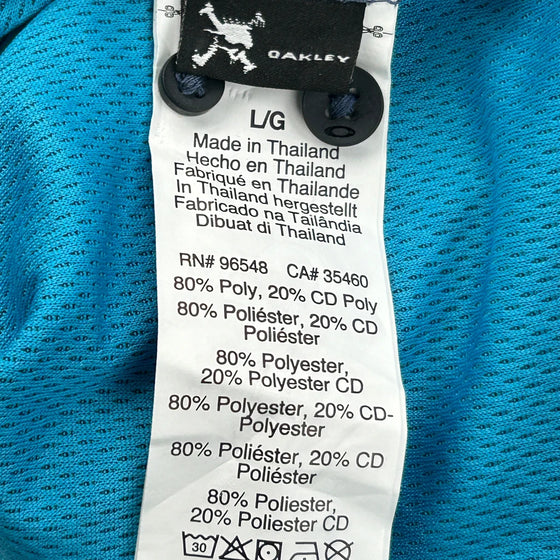 OAKLEY
L/G
Made in Thailand
Hecho en Thailand
Fabriqué en Thailande
In Thailand hergestellt
Fabricado na Tailândia
Dibuat di Thailand
RN# 96548 CA# 35460
80% Poly, 20% CD Poly
80% Poliéster, 20% CD
Poliéster
80% Polyester,
20% Polyester CD
80% Polyester, 20% CD-
Polyester
80% Poliéster, 20% CD
Poliéster
80% Poliester,
20% Poliester CD
30